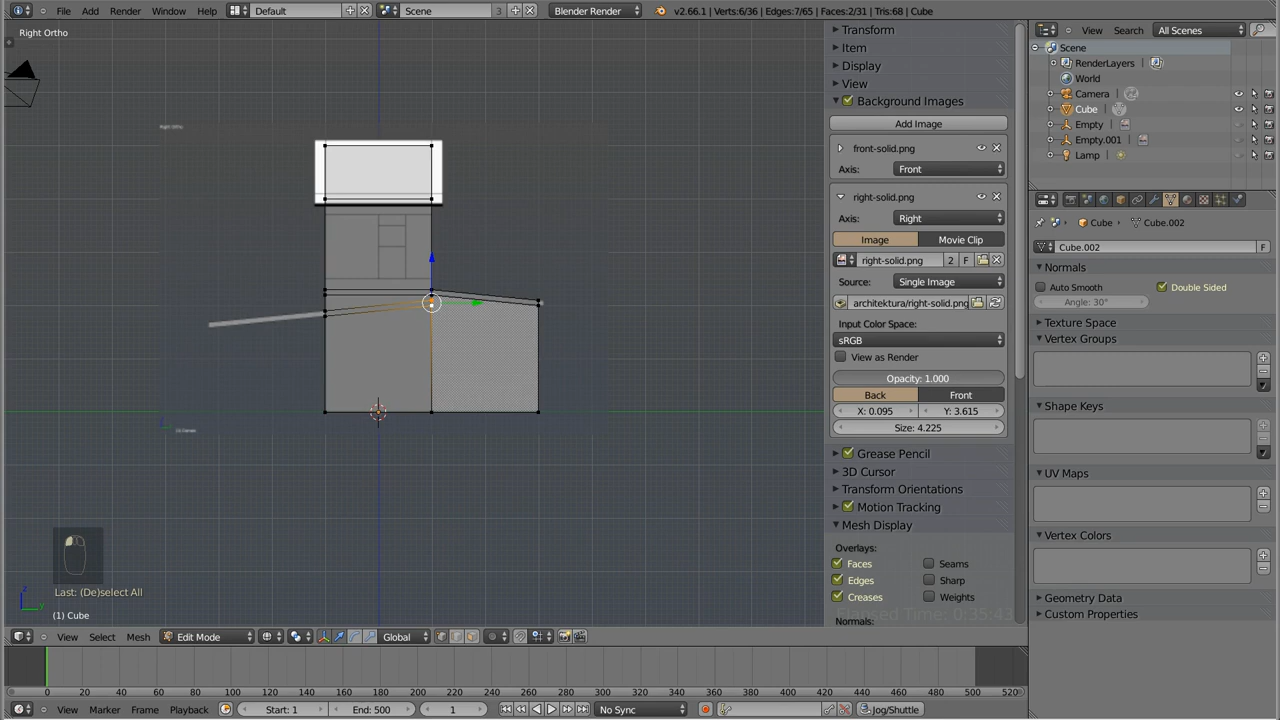 File Add Render Window Help Default Scene 3 Blender Render v2.66.1 | Verts:6/36 | Edges:7/65 | Faces:2/31 | Tris:68 | Cube
Right Ortho
Right Ortho
Last: (De)select All
(1) Cube
Elapsed Time: 0:35:43
Transform
Item
Display
View
Background Images
Add Image
front-solid.png
Axis: Front
right-solid.png
Axis: Right
Image Movie Clip
right-solid.png 2 F
Source: Single Image
architektura/right-solid.png
Input Color Space:
sRGB
View as Render
Opacity: 1.000
Back Front
X: 0.095 Y: 3.615
Size: 4.225
Grease Pencil
3D Cursor
Transform Orientations
Motion Tracking
Mesh Display
Overlays:
Faces Seams
Edges Sharp
Creases Weights
Normals:
View Search All Scenes
Scene
RenderLayers
World
Camera
Cube
Empty
Empty.001
Lamp
Cube Cube.002
Cube.002 F
Normals
Auto Smooth Double Sided
Angle: 30°
Texture Space
Vertex Groups
Shape Keys
UV Maps
Vertex Colors
Geometry Data
Custom Properties
View Select Mesh Edit Mode Global
0 20 40 60 80 100 120 140 160 180 200 220 240 260 280 300 320 340 360 380 400 420 440 460 480 500 520
View Marker Frame Playback Start: 1 End: 500 1 No Sync Jog/Shuttle